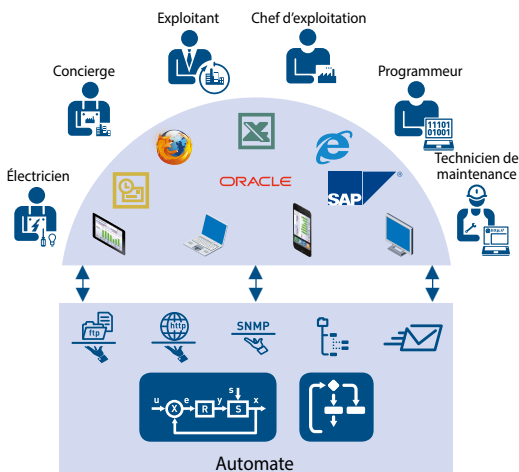 Exploitant
Chef d’exploitation
Concierge
Programmeur
11101
01001
Technicien de
maintenance
Électricien
ORACLE
SAP
®
ftp
http
SNMP
u
e
y
s
x
X
R
S
Automate